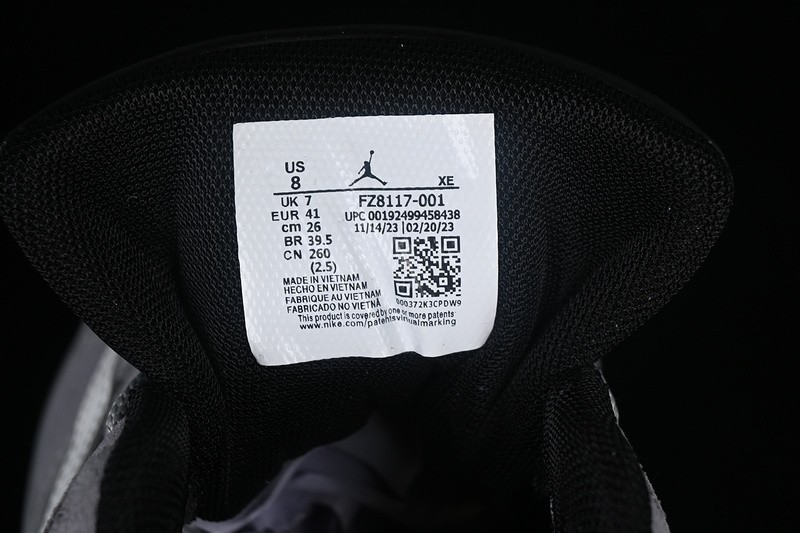 US
8
XE
UK 7
FZ8117-001
EUR 41
UPC 00192499458438
cm 26
11/14/23 | 02/20/23
BR 39.5
CN 260
(2.5)
MADE IN VIETNAM
HECHO EN VIETNAM
FABRIQUE AU VIETNAM
FABRICADO NO VIETNÃ
000372K3CPDW9
This product is covered by one or more patents
www.nike.com/patentsvirtualmarking